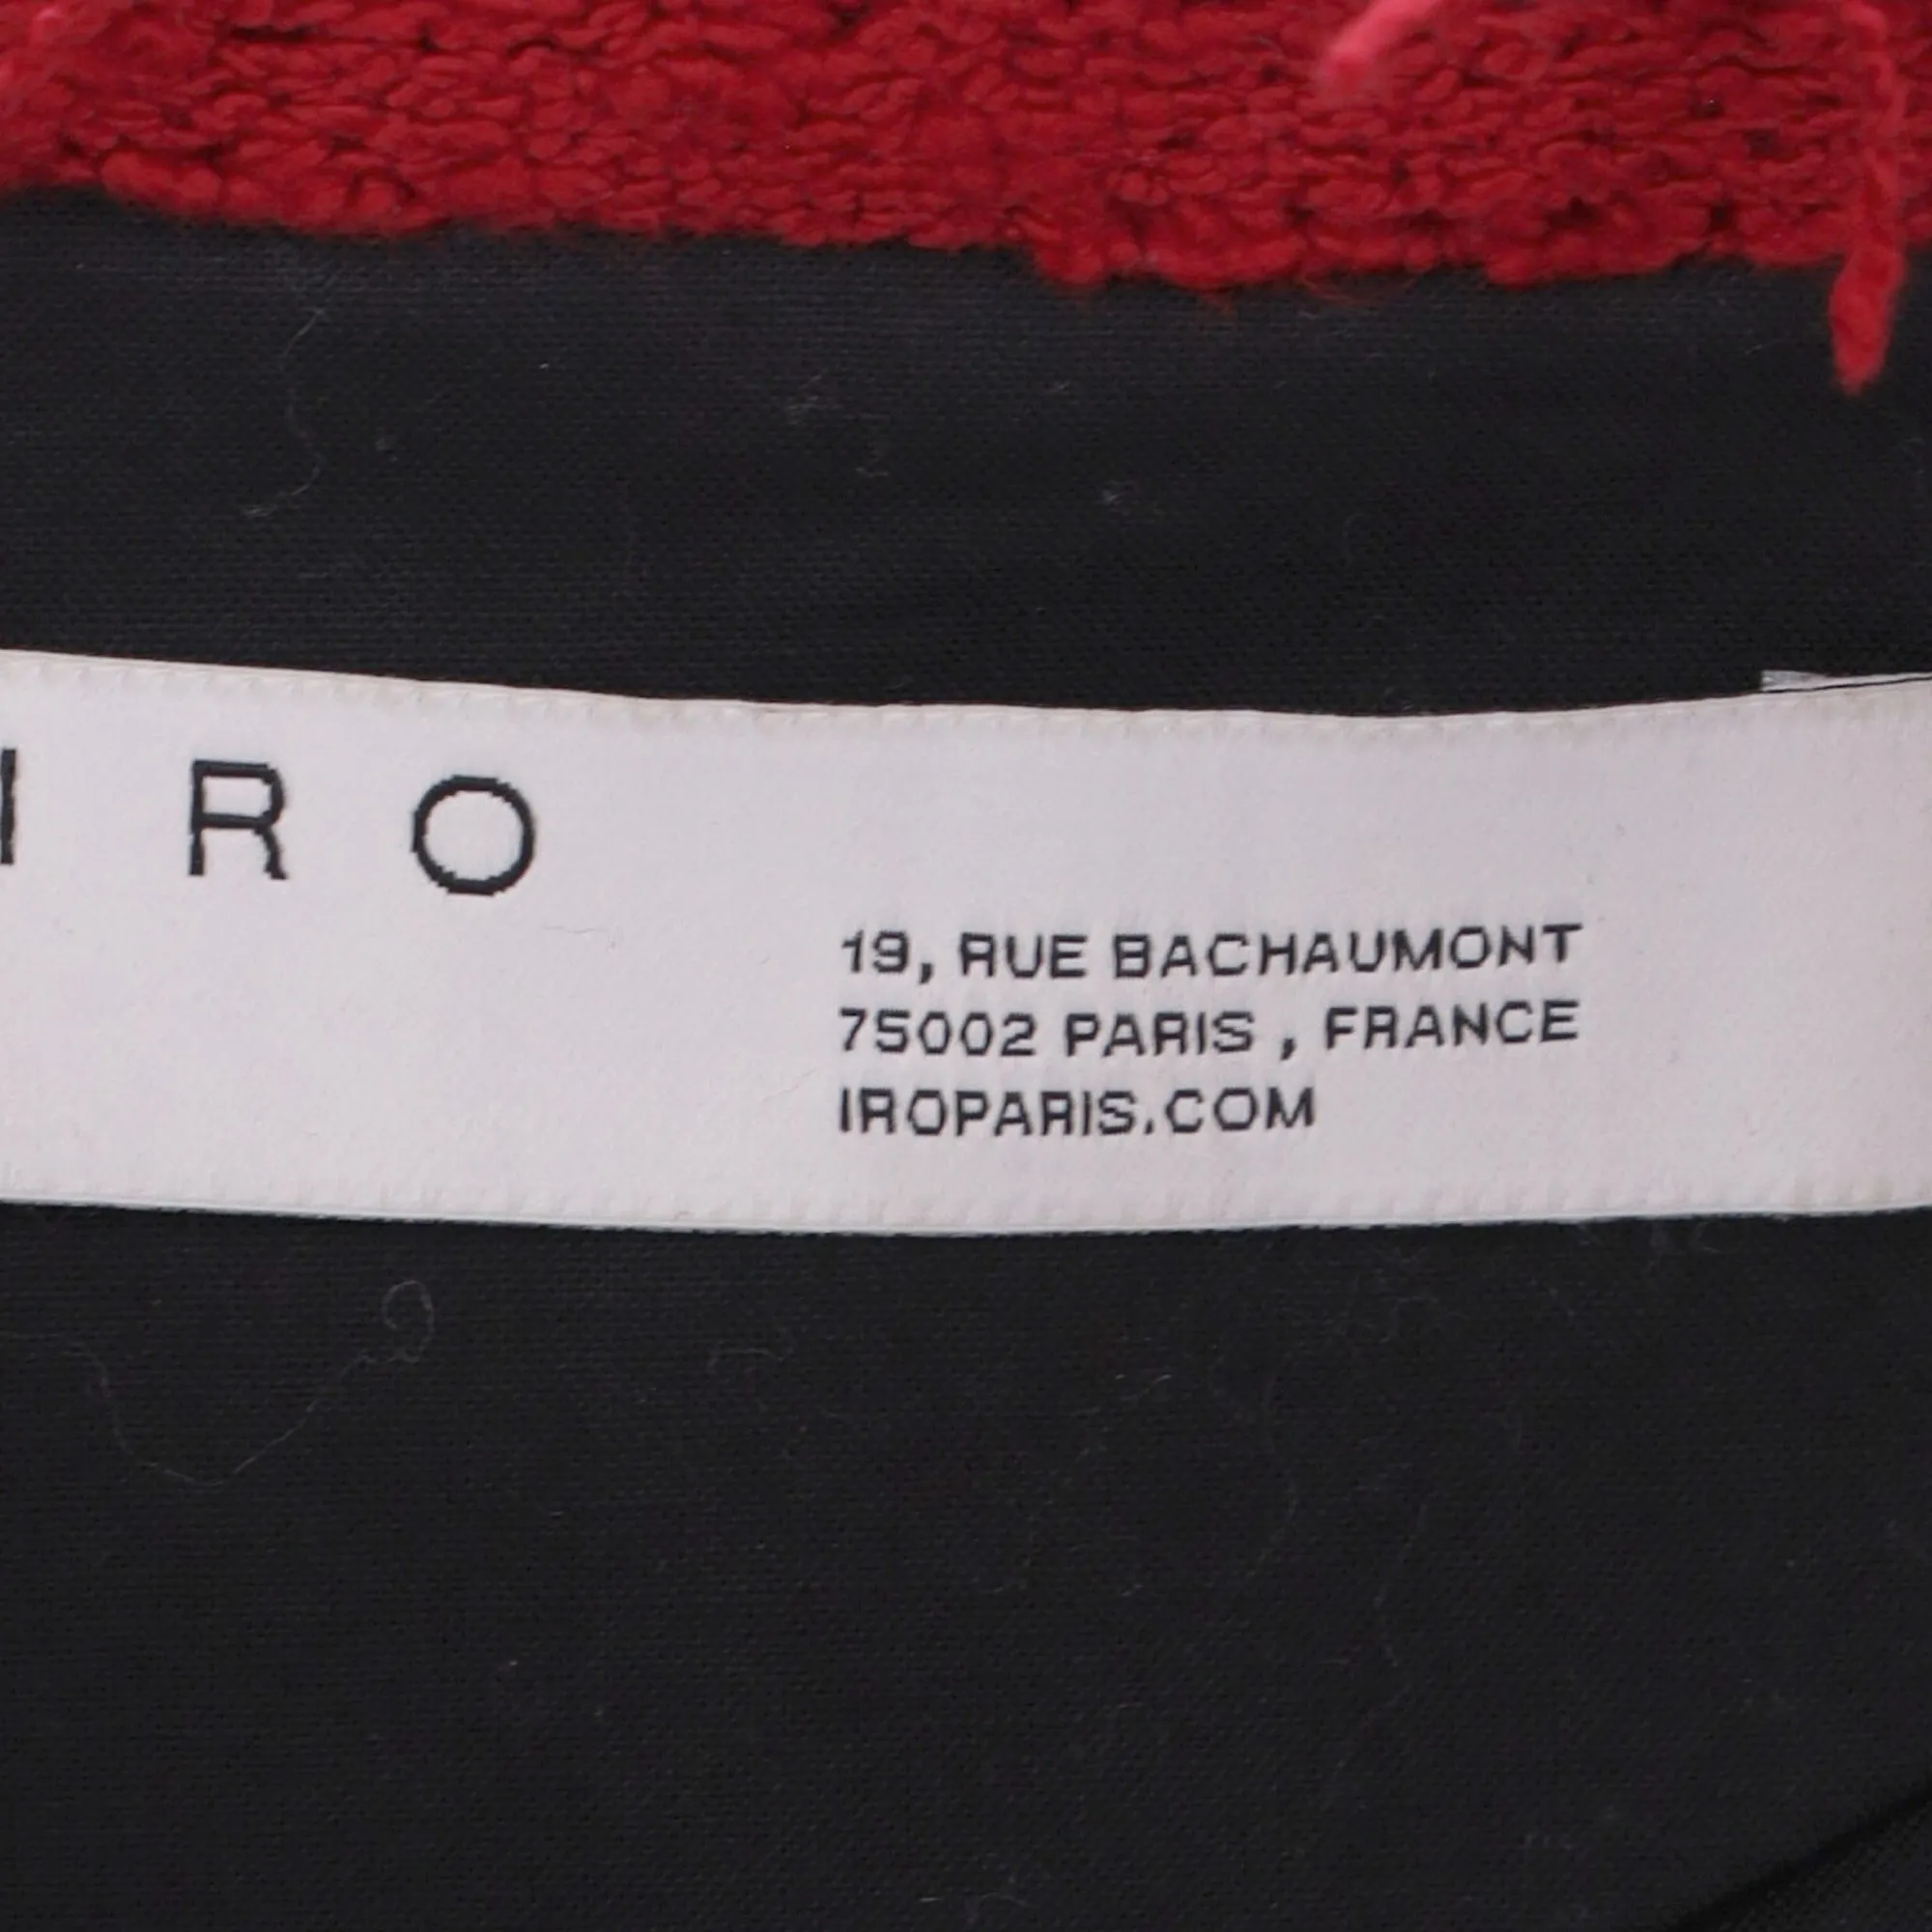 IRO
19, RUE BACHAUMONT
75002 PARIS , FRANCE
IROPARIS.COM